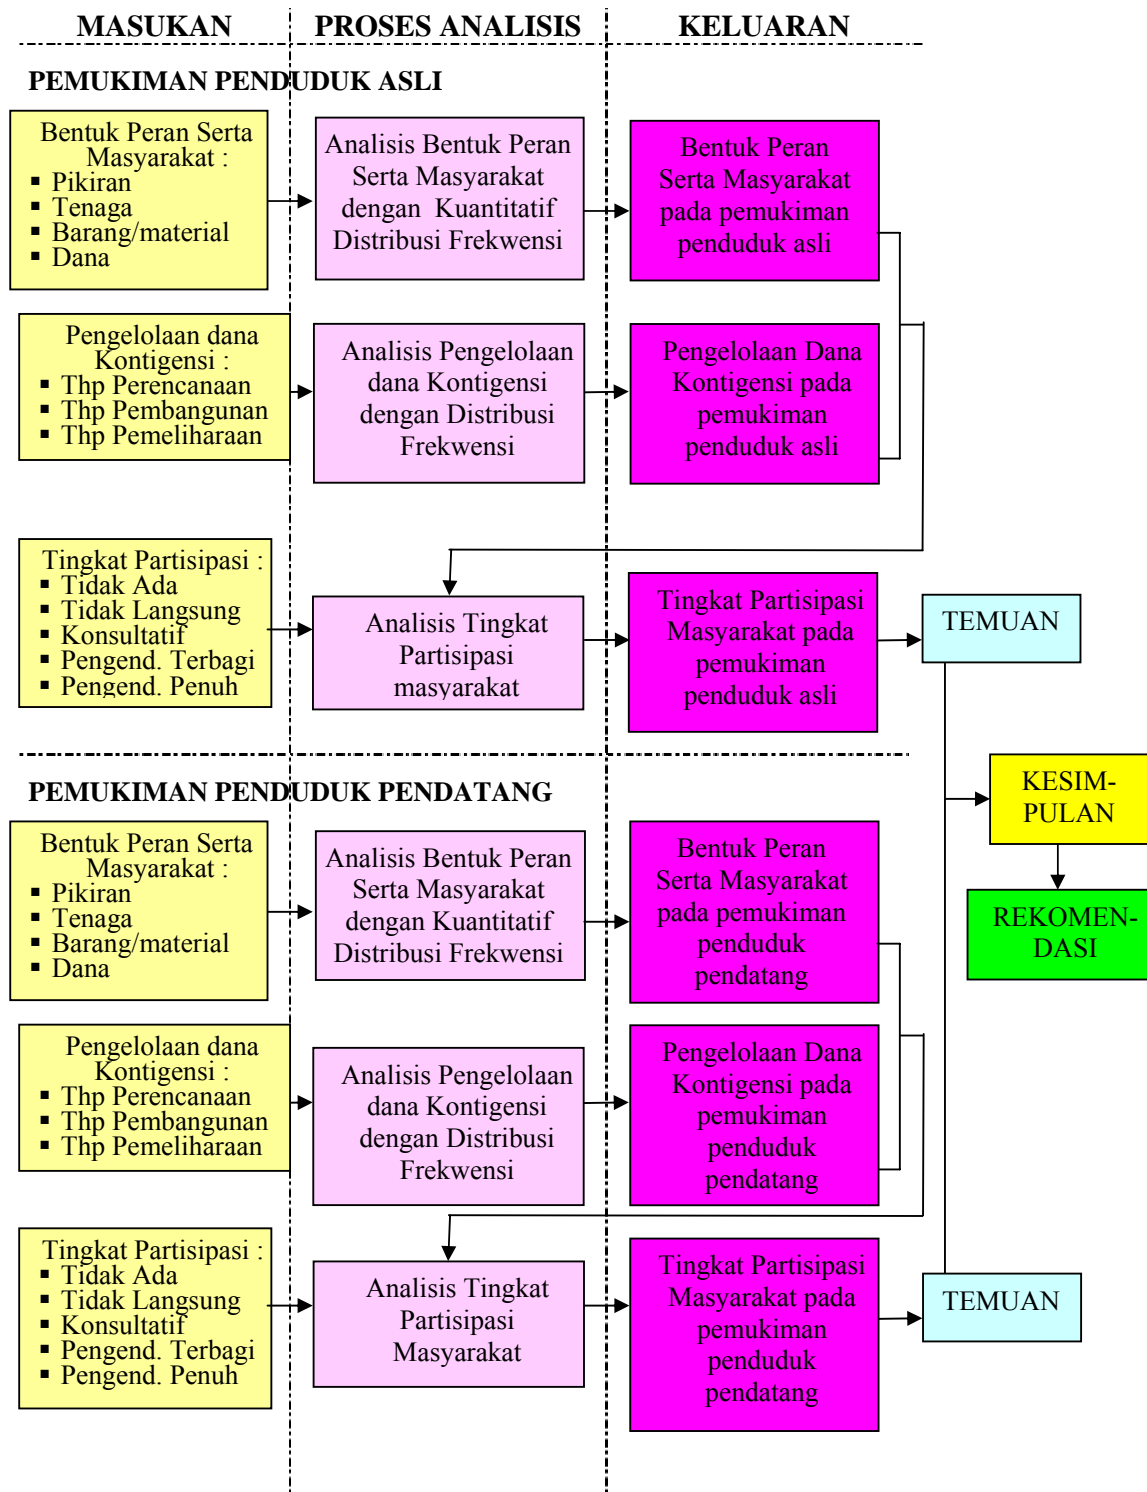 MASUKAN
PROSES ANALISIS
KELUARAN
PEMUKIMAN PENDUDUK ASLI
Bentuk Peran Serta
Masyarakat :
▪ Pikiran
▪ Tenaga
▪ Barang/material
▪ Dana
Analisis Bentuk Peran
Serta Masyarakat
dengan Kuantitatif
Distribusi Frekwensi
Bentuk Peran
Serta Masyarakat
pada pemukiman
penduduk asli
Pengelolaan dana
Kontigensi :
▪ Thp Perencanaan
▪ Thp Pembangunan
▪ Thp Pemeliharaan
Analisis Pengelolaan
dana Kontigensi
dengan Distribusi
Frekwensi
Pengelolaan Dana
Kontigensi pada
pemukiman
penduduk asli
Tingkat Partisipasi :
▪ Tidak Ada
▪ Tidak Langsung
▪ Konsultatif
▪ Pengend. Terbagi
▪ Pengend. Penuh
Analisis Tingkat
Partisipasi
masyarakat
Tingkat Partisipasi
Masyarakat pada
pemukiman
penduduk asli
TEMUAN
KESIM-
PULAN
REKOMEN-
DASI
PEMUKIMAN PENDUDUK PENDATANG
Bentuk Peran Serta
Masyarakat :
▪ Pikiran
▪ Tenaga
▪ Barang/material
▪ Dana
Analisis Bentuk Peran
Serta Masyarakat
dengan Kuantitatif
Distribusi Frekwensi
Bentuk Peran
Serta Masyarakat
pada pemukiman
penduduk
pendatang
Pengelolaan dana
Kontigensi :
▪ Thp Perencanaan
▪ Thp Pembangunan
▪ Thp Pemeliharaan
Analisis Pengelolaan
dana Kontigensi
dengan Distribusi
Frekwensi
Pengelolaan Dana
Kontigensi pada
pemukiman
penduduk
pendatang
Tingkat Partisipasi :
▪ Tidak Ada
▪ Tidak Langsung
▪ Konsultatif
▪ Pengend. Terbagi
▪ Pengend. Penuh
Analisis Tingkat
Partisipasi
Masyarakat
Tingkat Partisipasi
Masyarakat pada
pemukiman
penduduk
pendatang
TEMUAN